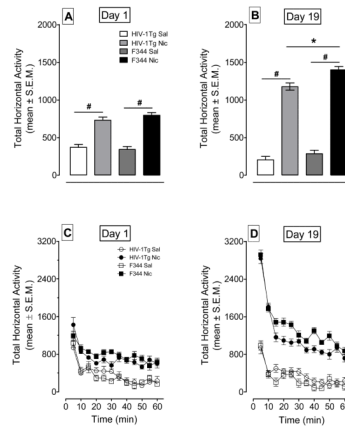 A
Day 1
2000
1500
1000
500
0
Total Horizontal Activity
(mean ± S.E.M.)
HIV-1Tg Sal
HIV-1Tg Nic
F344 Sal
F344 Nic
#
#
B
Day 19
2000
1500
1000
500
0
Total Horizontal Activity
(mean ± S.E.M.)
*
#
#
C
Day 1
3200
2400
1600
800
0
Total Horizontal Activity
(mean ± S.E.M.)
HIV-1Tg Sal
HIV-1Tg Nic
F344 Sal
F344 Nic
0 10 20 30 40 50 60
Time (min)
D
Day 19
3200
2400
1600
800
0
Total Horizontal Activity
(mean ± S.E.M.)
0 10 20 30 40 50
Time (min)